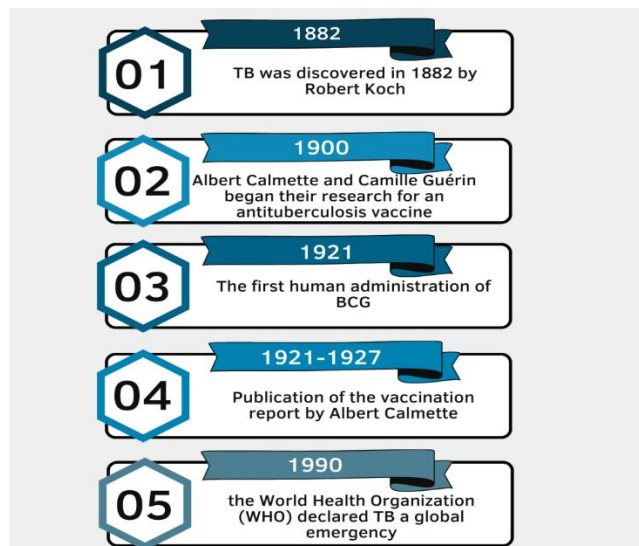 1882
01
TB was discovered in 1882 by
Robert Koch
1900
02
Albert Calmette and Camille Guérin
began their research for an
antituberculosis vaccine
1921
03
The first human administration of
BCG
1921-1927
04
Publication of the vaccination
report by Albert Calmette
1990
05
the World Health Organization
(WHO) declared TB a global
emergency